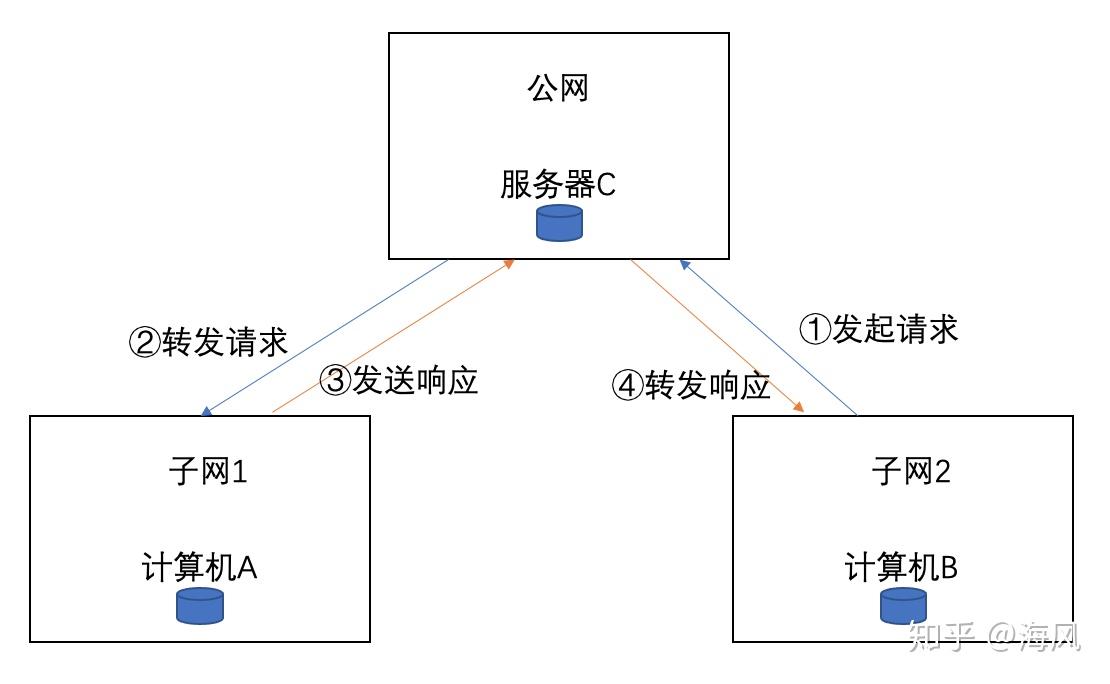 公网
服务器C
①发起请求
②转发请求
③发送响应
④转发响应
子网1
计算机A
子网2
计算机B
知乎 @海风